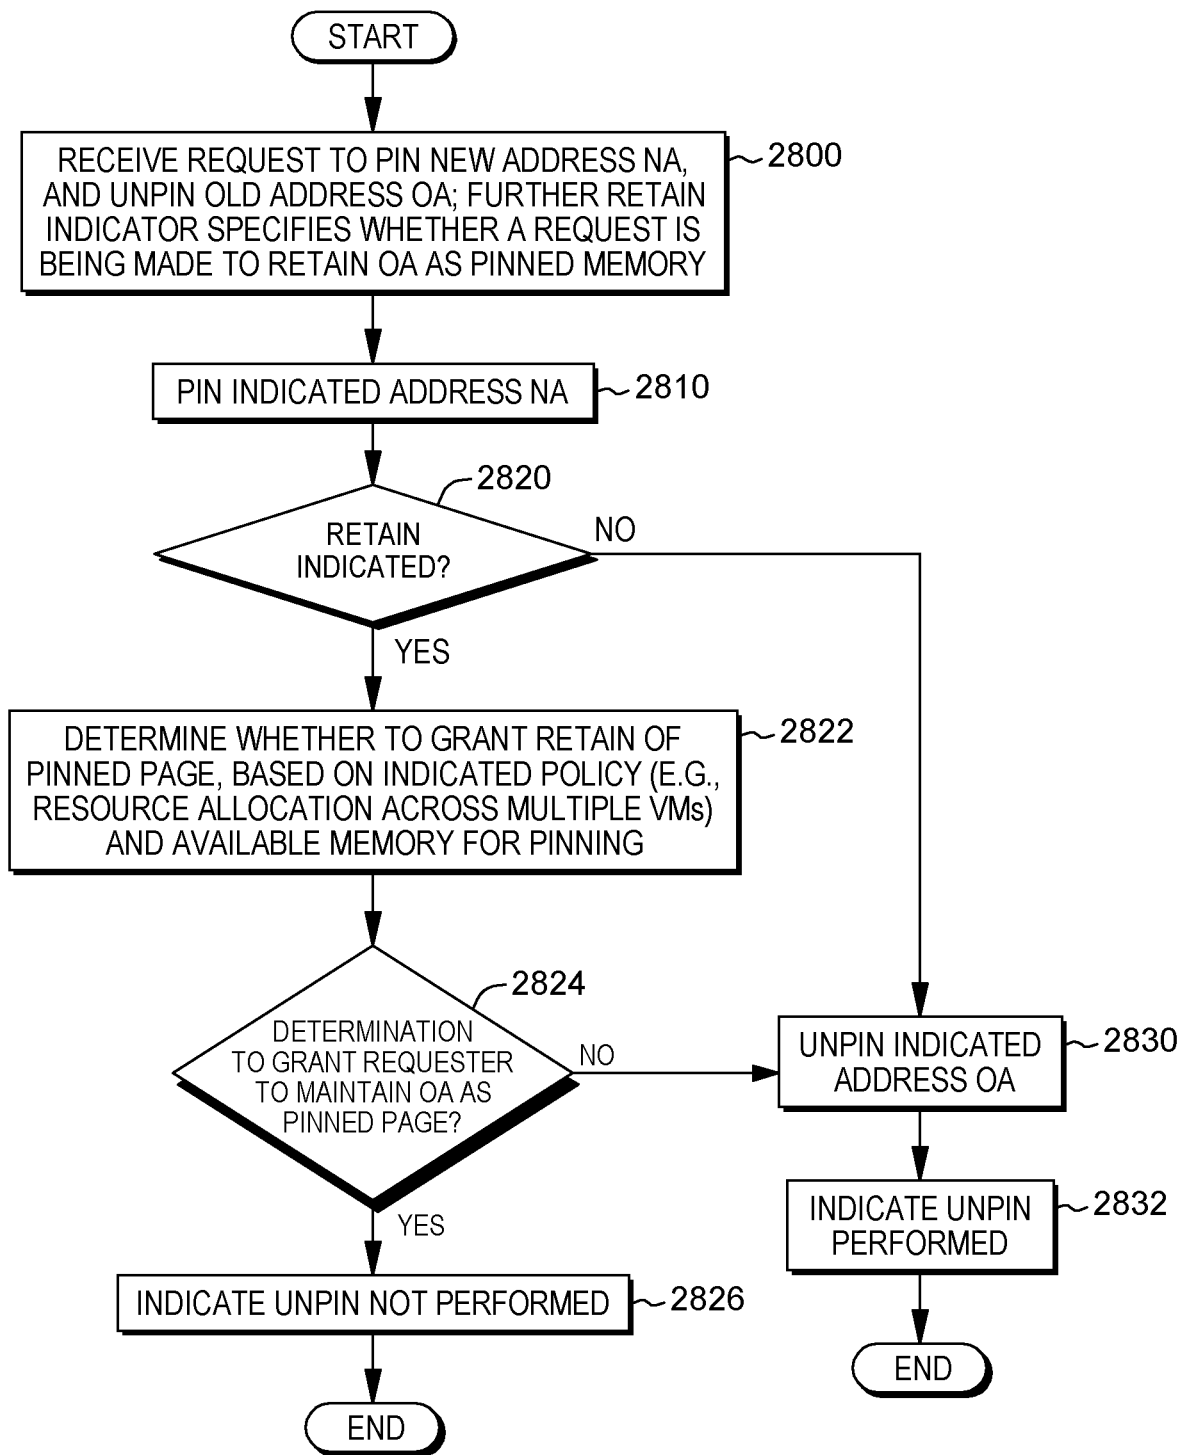 START
RECEIVE REQUEST TO PIN NEW ADDRESS NA,
AND UNPIN OLD ADDRESS OA; FURTHER RETAIN
INDICATOR SPECIFIES WHETHER A REQUEST IS
BEING MADE TO RETAIN OA AS PINNED MEMORY
2800
PIN INDICATED ADDRESS NA
2810
2820
RETAIN
INDICATED?
NO
YES
DETERMINE WHETHER TO GRANT RETAIN OF
PINNED PAGE, BASED ON INDICATED POLICY (E.G.,
RESOURCE ALLOCATION ACROSS MULTIPLE VMs)
AND AVAILABLE MEMORY FOR PINNING
2822
2824
DETERMINATION
TO GRANT REQUESTER
TO MAINTAIN OA AS
PINNED PAGE?
NO
YES
UNPIN INDICATED
ADDRESS OA
2830
INDICATE UNPIN
PERFORMED
2832
INDICATE UNPIN NOT PERFORMED
2826
END
END